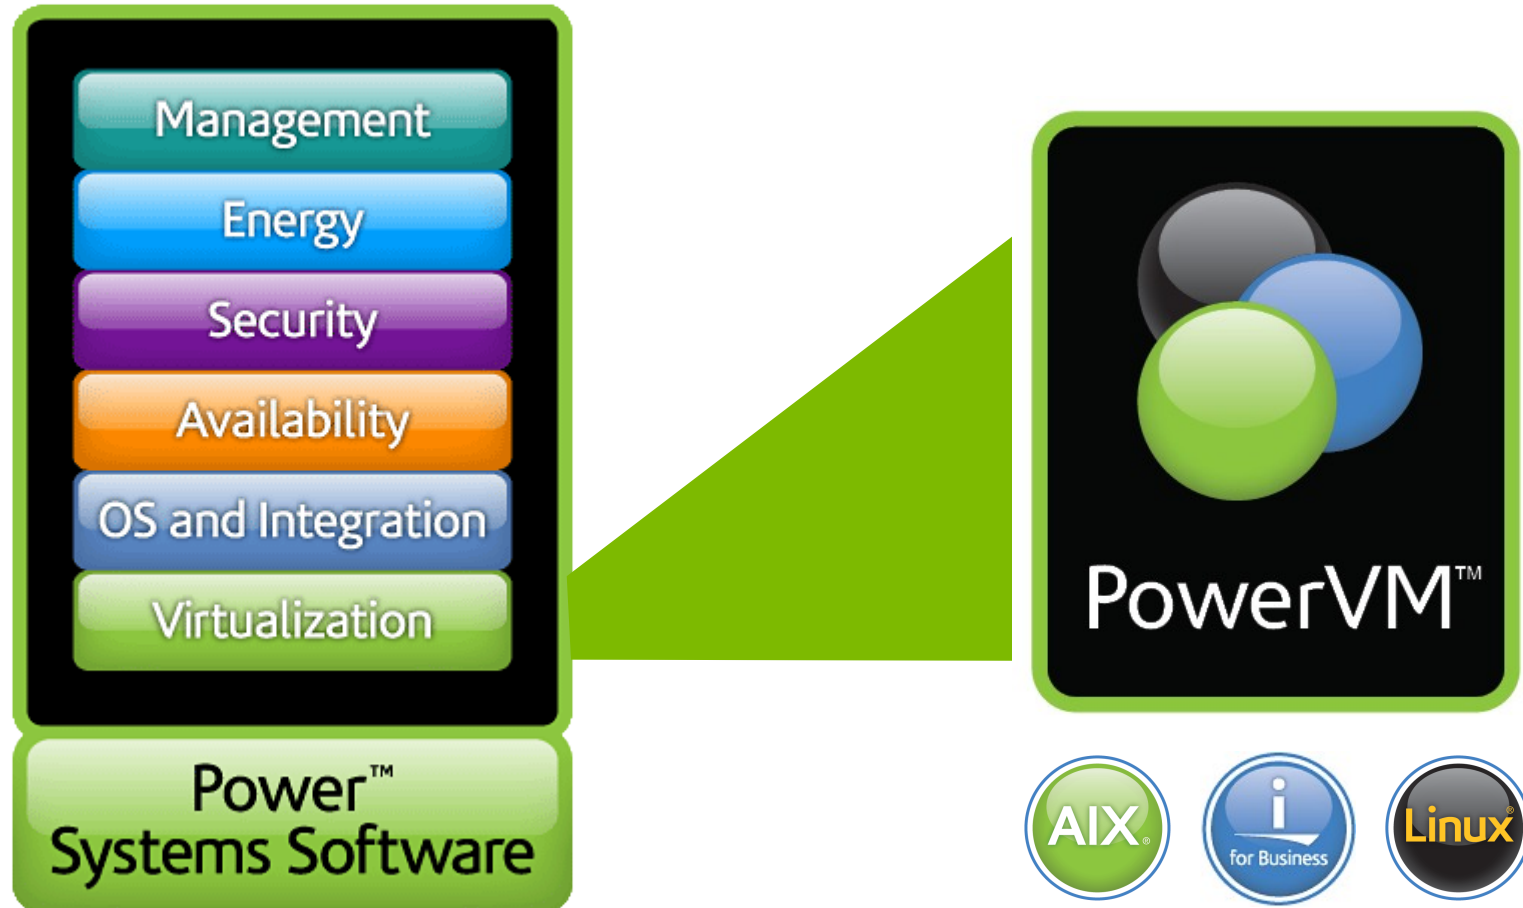 Management
Energy
Security
Availability
OS and Integration
Virtualization
Power™
Systems Software
PowerVM™
AIX®
i
for Business
Linux®